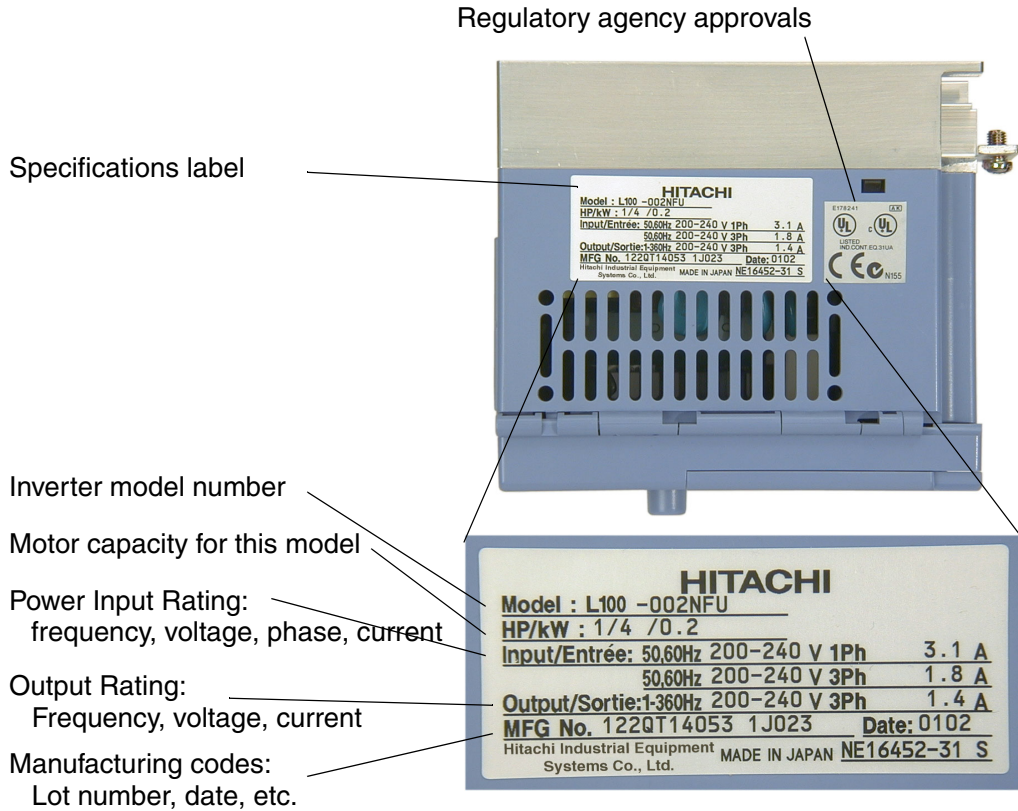 Regulatory agency approvals
Specifications label
HITACHI
Model : L100 -002NFU
HP/kW : 1/4 /0.2
Input/Entrée: 50,60Hz 200-240 V 1Ph 3.1 A
50,60Hz 200-240 V 3Ph 1.8 A
Output/Sortie:1-360Hz 200-240 V 3Ph 1.4 A
MFG No. 122QT14053 1J023 Date: 0102
Hitachi Industrial Equipment
Systems Co., Ltd. MADE IN JAPAN NE16452-31 S
E178241
UL c UL
LISTED
IND.CONT.EQ.31UA
CE N155
Inverter model number
Motor capacity for this model
Power Input Rating:
frequency, voltage, phase, current
Output Rating:
Frequency, voltage, current
Manufacturing codes:
Lot number, date, etc.
HITACHI
Model : L100 -002NFU
HP/kW : 1/4 /0.2
Input/Entrée: 50,60Hz 200-240 V 1Ph 3.1 A
50,60Hz 200-240 V 3Ph 1.8 A
Output/Sortie:1-360Hz 200-240 V 3Ph 1.4 A
MFG No. 122QT14053 1J023 Date: 0102
Hitachi Industrial Equipment
Systems Co., Ltd. MADE IN JAPAN NE16452-31 S